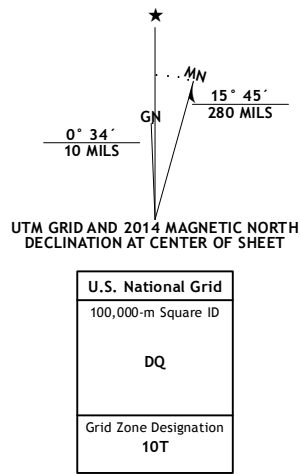 ★
MN
GN
15° 45´
280 MILS
0° 34´
10 MILS
UTM GRID AND 2014 MAGNETIC NORTH
DECLINATION AT CENTER OF SHEET
U.S. National Grid
100,000-m Square ID
DQ
Grid Zone Designation
10T